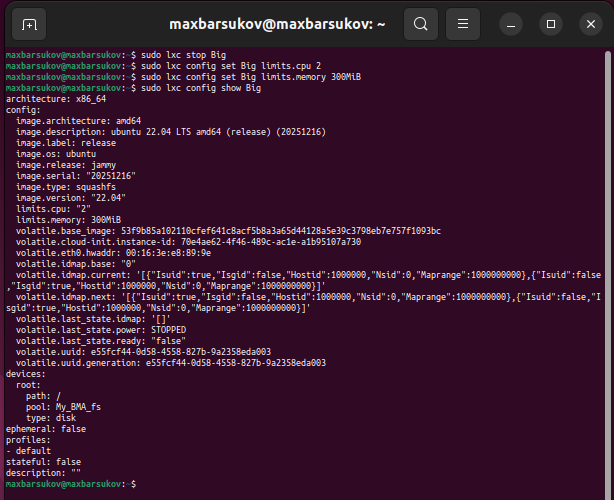 maxbarsukov@maxbarsukov: ~
maxbarsukov@maxbarsukov:~$ sudo lxc stop Big
maxbarsukov@maxbarsukov:~$ sudo lxc config set Big limits.cpu 2
maxbarsukov@maxbarsukov:~$ sudo lxc config set Big limits.memory 300MiB
maxbarsukov@maxbarsukov:~$ sudo lxc config show Big
architecture: x86_64
config:
  image.architecture: amd64
  image.description: ubuntu 22.04 LTS amd64 (release) (20251216)
  image.label: release
  image.os: ubuntu
  image.release: jammy
  image.serial: "20251216"
  image.type: squashfs
  image.version: "22.04"
  limits.cpu: "2"
  limits.memory: 300MiB
  volatile.base_image: 53f9b85a102110cfef641c8acf5b8a3a65d44128a5e39c3798eb7e757f1093bc
  volatile.cloud-init.instance-id: 70e4ae62-4f46-489c-ac1e-a1b95107a730
  volatile.eth0.hwaddr: 00:16:3e:e8:89:9e
  volatile.idmap.base: "0"
  volatile.idmap.current: '[{"Isuid":true,"Isgid":false,"Hostid":1000000,"Nsid":0,"Maprange":1000000000},{"Isuid":false
,"Isgid":true,"Hostid":1000000,"Nsid":0,"Maprange":1000000000}]'
  volatile.idmap.next: '[{"Isuid":true,"Isgid":false,"Hostid":1000000,"Nsid":0,"Maprange":1000000000},{"Isuid":false,"I
sgid":true,"Hostid":1000000,"Nsid":0,"Maprange":1000000000}]'
  volatile.last_state.idmap: '[]'
  volatile.last_state.power: STOPPED
  volatile.last_state.ready: "false"
  volatile.uuid: e55fcf44-0d58-4558-827b-9a2358eda003
  volatile.uuid.generation: e55fcf44-0d58-4558-827b-9a2358eda003
devices:
  root:
    path: /
    pool: My_BMA_fs
    type: disk
ephemeral: false
profiles:
- default
stateful: false
description: ""
maxbarsukov@maxbarsukov:~$